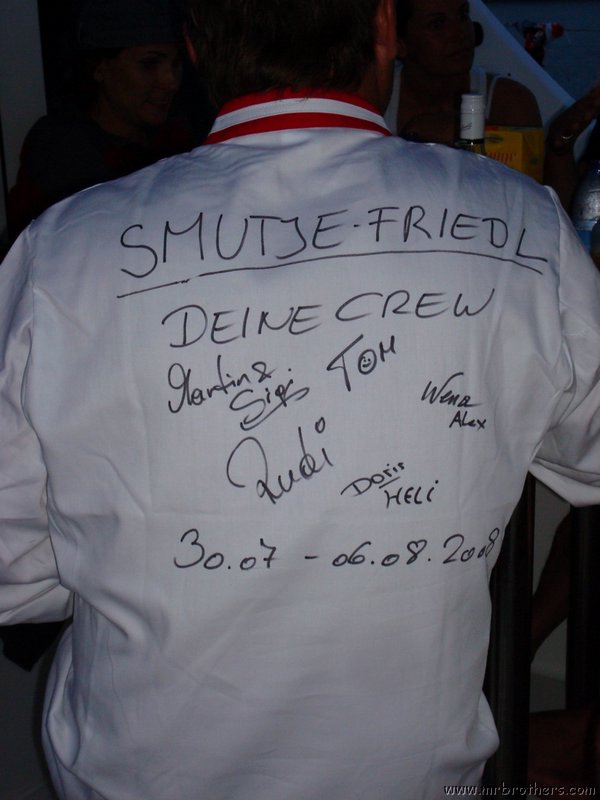 SMUTJE-FRIEDL
DEINE CREW
Martin & Sigi TOM
Wena
Alex
Rudi
Doris
HELi
30.07 - 06.08.2008
www.mrbrothers.com